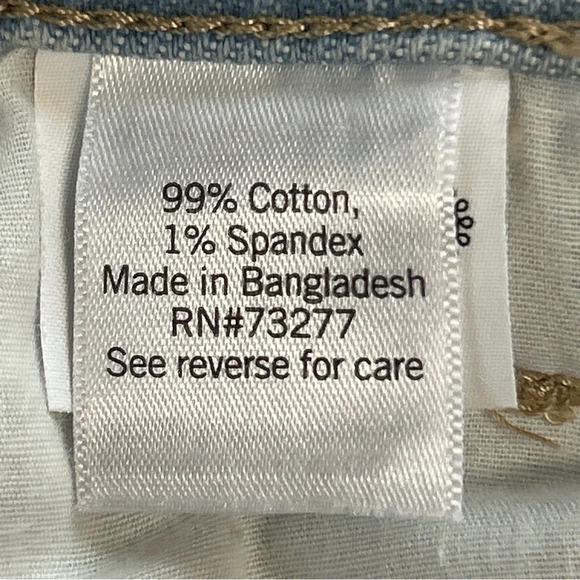 99% Cotton,
1% Spandex
Made in Bangladesh
RN#73277
See reverse for care